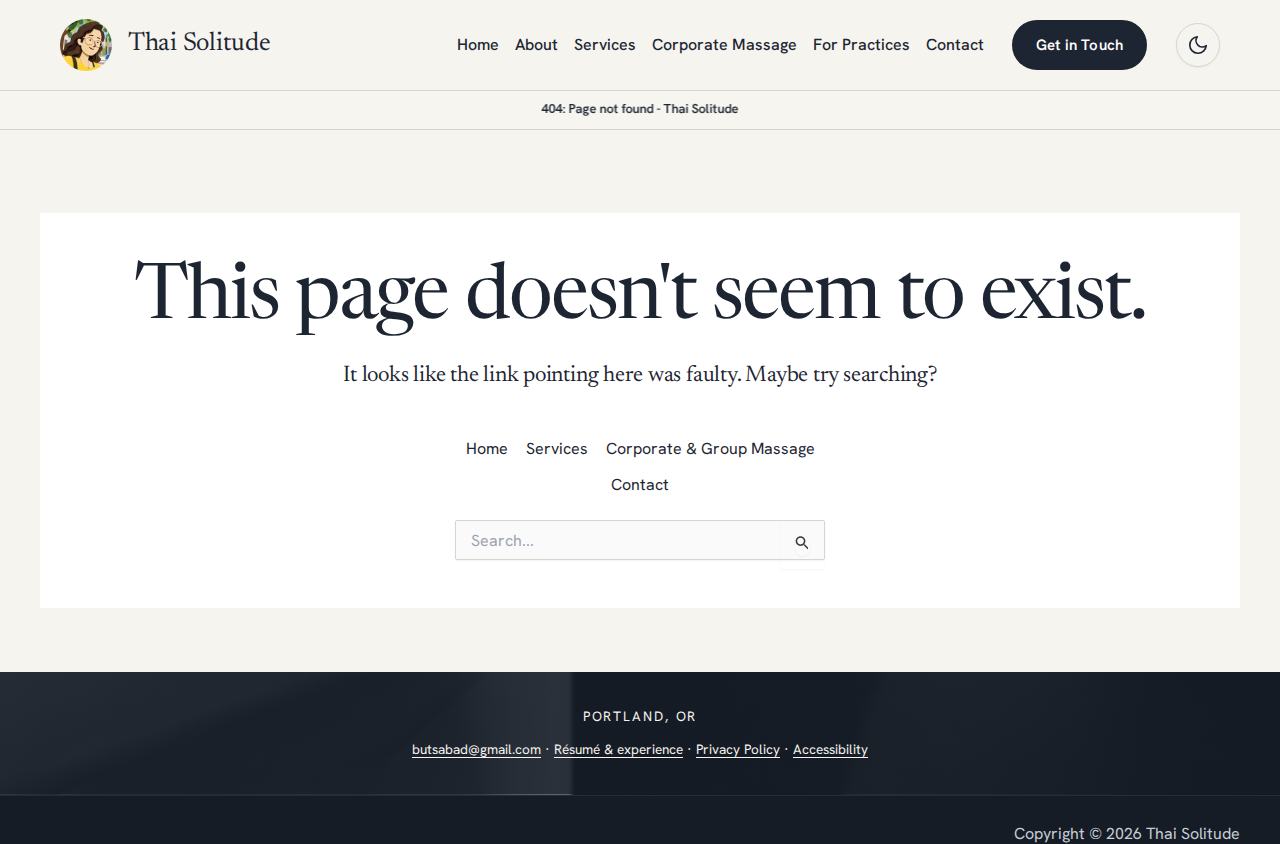 Thai Solitude
Home About Services Corporate Massage For Practices Contact Get in Touch
404: Page not found - Thai Solitude
This page doesn't seem to exist.
It looks like the link pointing here was faulty. Maybe try searching?
Home Services Corporate & Group Massage
Contact
Search...
PORTLAND, OR
butsabad@gmail.com · Résumé & experience · Privacy Policy · Accessibility
Copyright © 2026 Thai Solitude